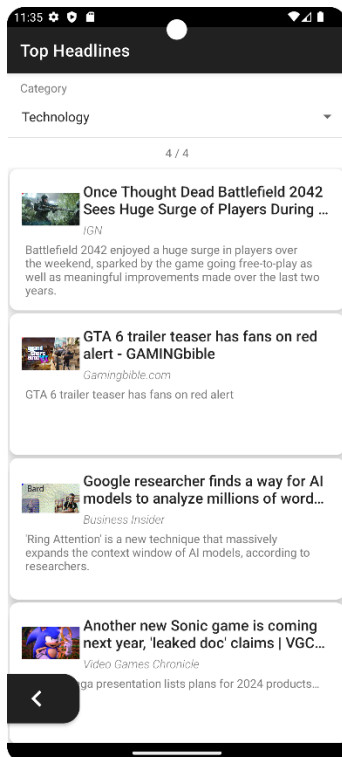 11:35
Top Headlines
Category
Technology
4 / 4
Once Thought Dead Battlefield 2042
Sees Huge Surge of Players During ...
IGN
Battlefield 2042 enjoyed a huge surge in players over
the weekend, sparked by the game going free-to-play as
well as meaningful improvements made over the last two
years.
GTA 6 trailer teaser has fans on red
alert - GAMINGbible
Gamingbible.com
GTA 6 trailer teaser has fans on red alert
Bard
Google researcher finds a way for AI
models to analyze millions of word...
Business Insider
'Ring Attention' is a new technique that massively
expands the context window of AI models, according to
researchers.
Another new Sonic game is coming
next year, 'leaked doc' claims | VGC...
Video Games Chronicle
presentation lists plans for 2024 products...